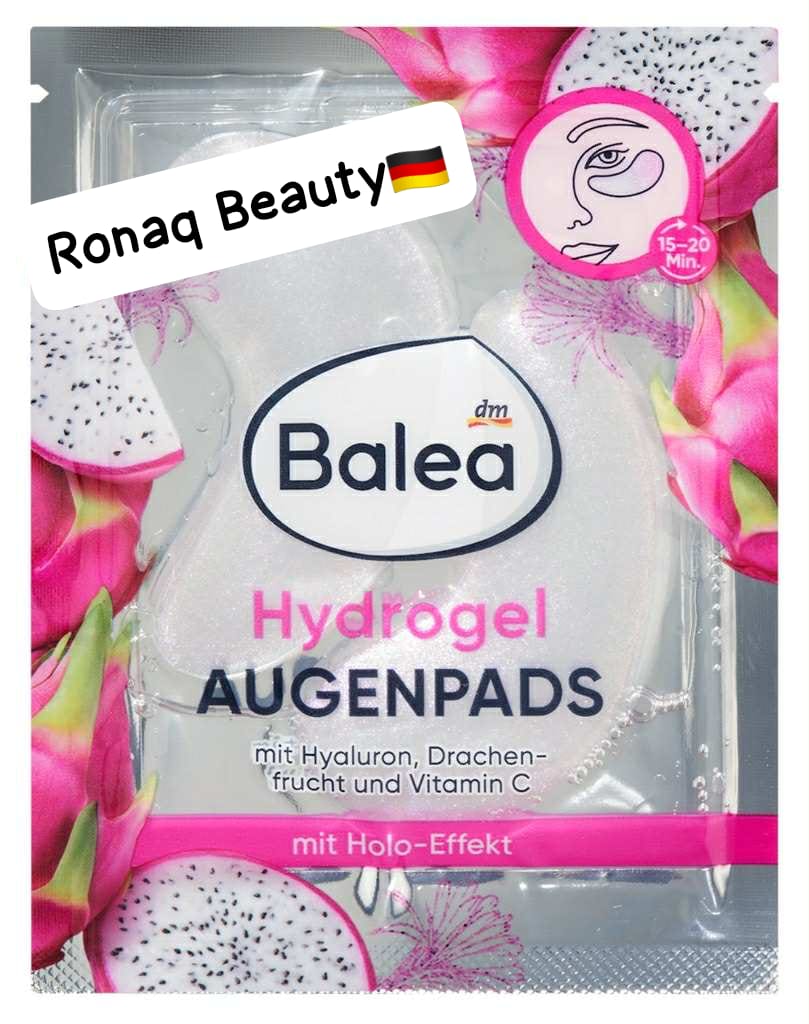 Ronaq Beauty🇩🇪
15–20
Min.
dm
Balea
Hydrogel
AUGENPADS
mit Hyaluron, Drachen-
frucht und Vitamin C
mit Holo-Effekt